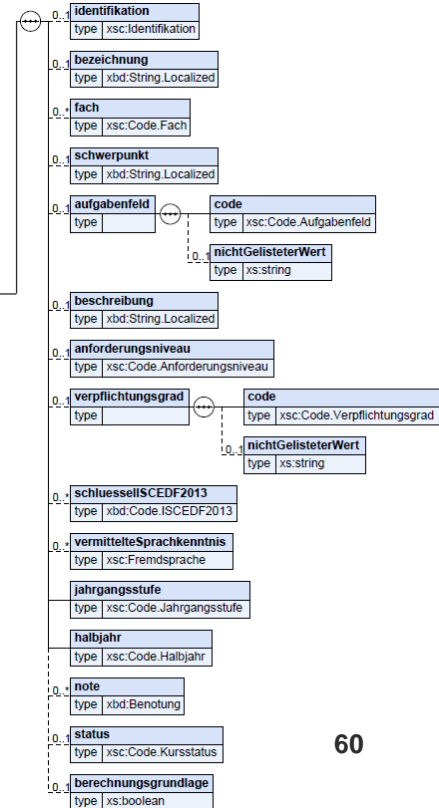 0..1 identifikation
type xsc:Identifikation
0..1 bezeichnung
type xbd:String.Localized
0..* fach
type xsc:Code.Fach
0..1 schwerpunkt
type xbd:String.Localized
0..1 aufgabenfeld
type
code
type xsc:Code.Aufgabenfeld
0..1 nichtGelisteterWert
type xs:string
0..1 beschreibung
type xbd:String.Localized
0..1 anforderungsniveau
type xsc:Code.Anforderungsniveau
0..1 verpflichtungsgrad
type
code
type xsc:Code.Verpflichtungsgrad
0..1 nichtGelisteterWert
type xs:string
0..* schluesselISCEDF2013
type xbd:Code.ISCEDF2013
0..* vermittelteSprachkenntnis
type xsc:Fremdsprache
jahrgangsstufe
type xsc:Code.Jahrgangsstufe
halbjahr
type xsc:Code.Halbjahr
0..* note
type xbd:Benotung
0..1 status
type xsc:Code.Kursstatus
60
0..1 berechnungsgrundlage
type xs:boolean